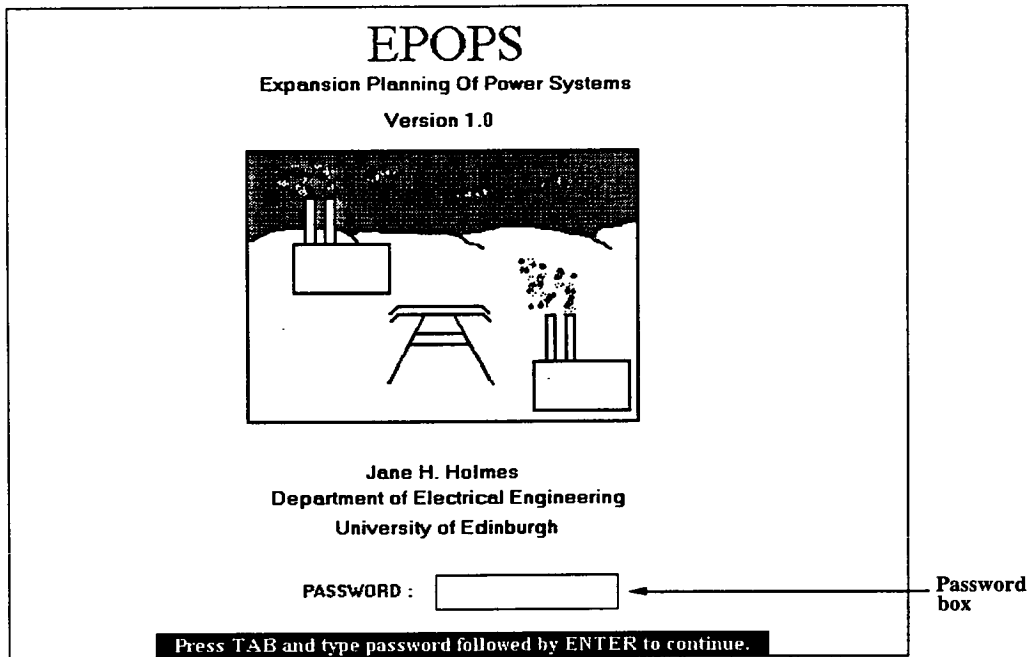 EPOPS
Expansion Planning Of Power Systems
Version 1.0
Jane H. Holmes
Department of Electrical Engineering
University of Edinburgh
PASSWORD :
Password
box
Press TAB and type password followed by ENTER to continue.